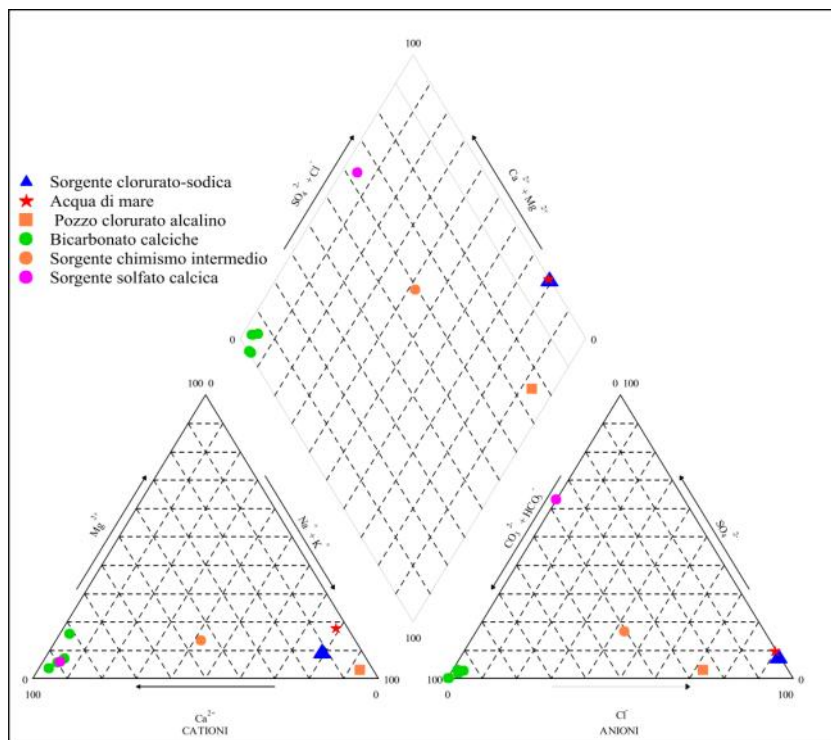 100
SO₄²⁻ + Cl⁻
Ca²⁺ + Mg²⁺
Sorgente clorurato-sodica
Acqua di mare
Pozzo clorurato alcalino
Bicarbonato calciche
Sorgente chimismo intermedio
Sorgente solfato calcica
0
0
100 0
0 100
Mg²⁺
Na⁺+K⁺
CO₃²⁻ + HCO₃⁻
SO₄²⁻
100
0
100
100
0
100
0
100
0
Ca²⁺
CATIONI
Cl⁻
ANIONI